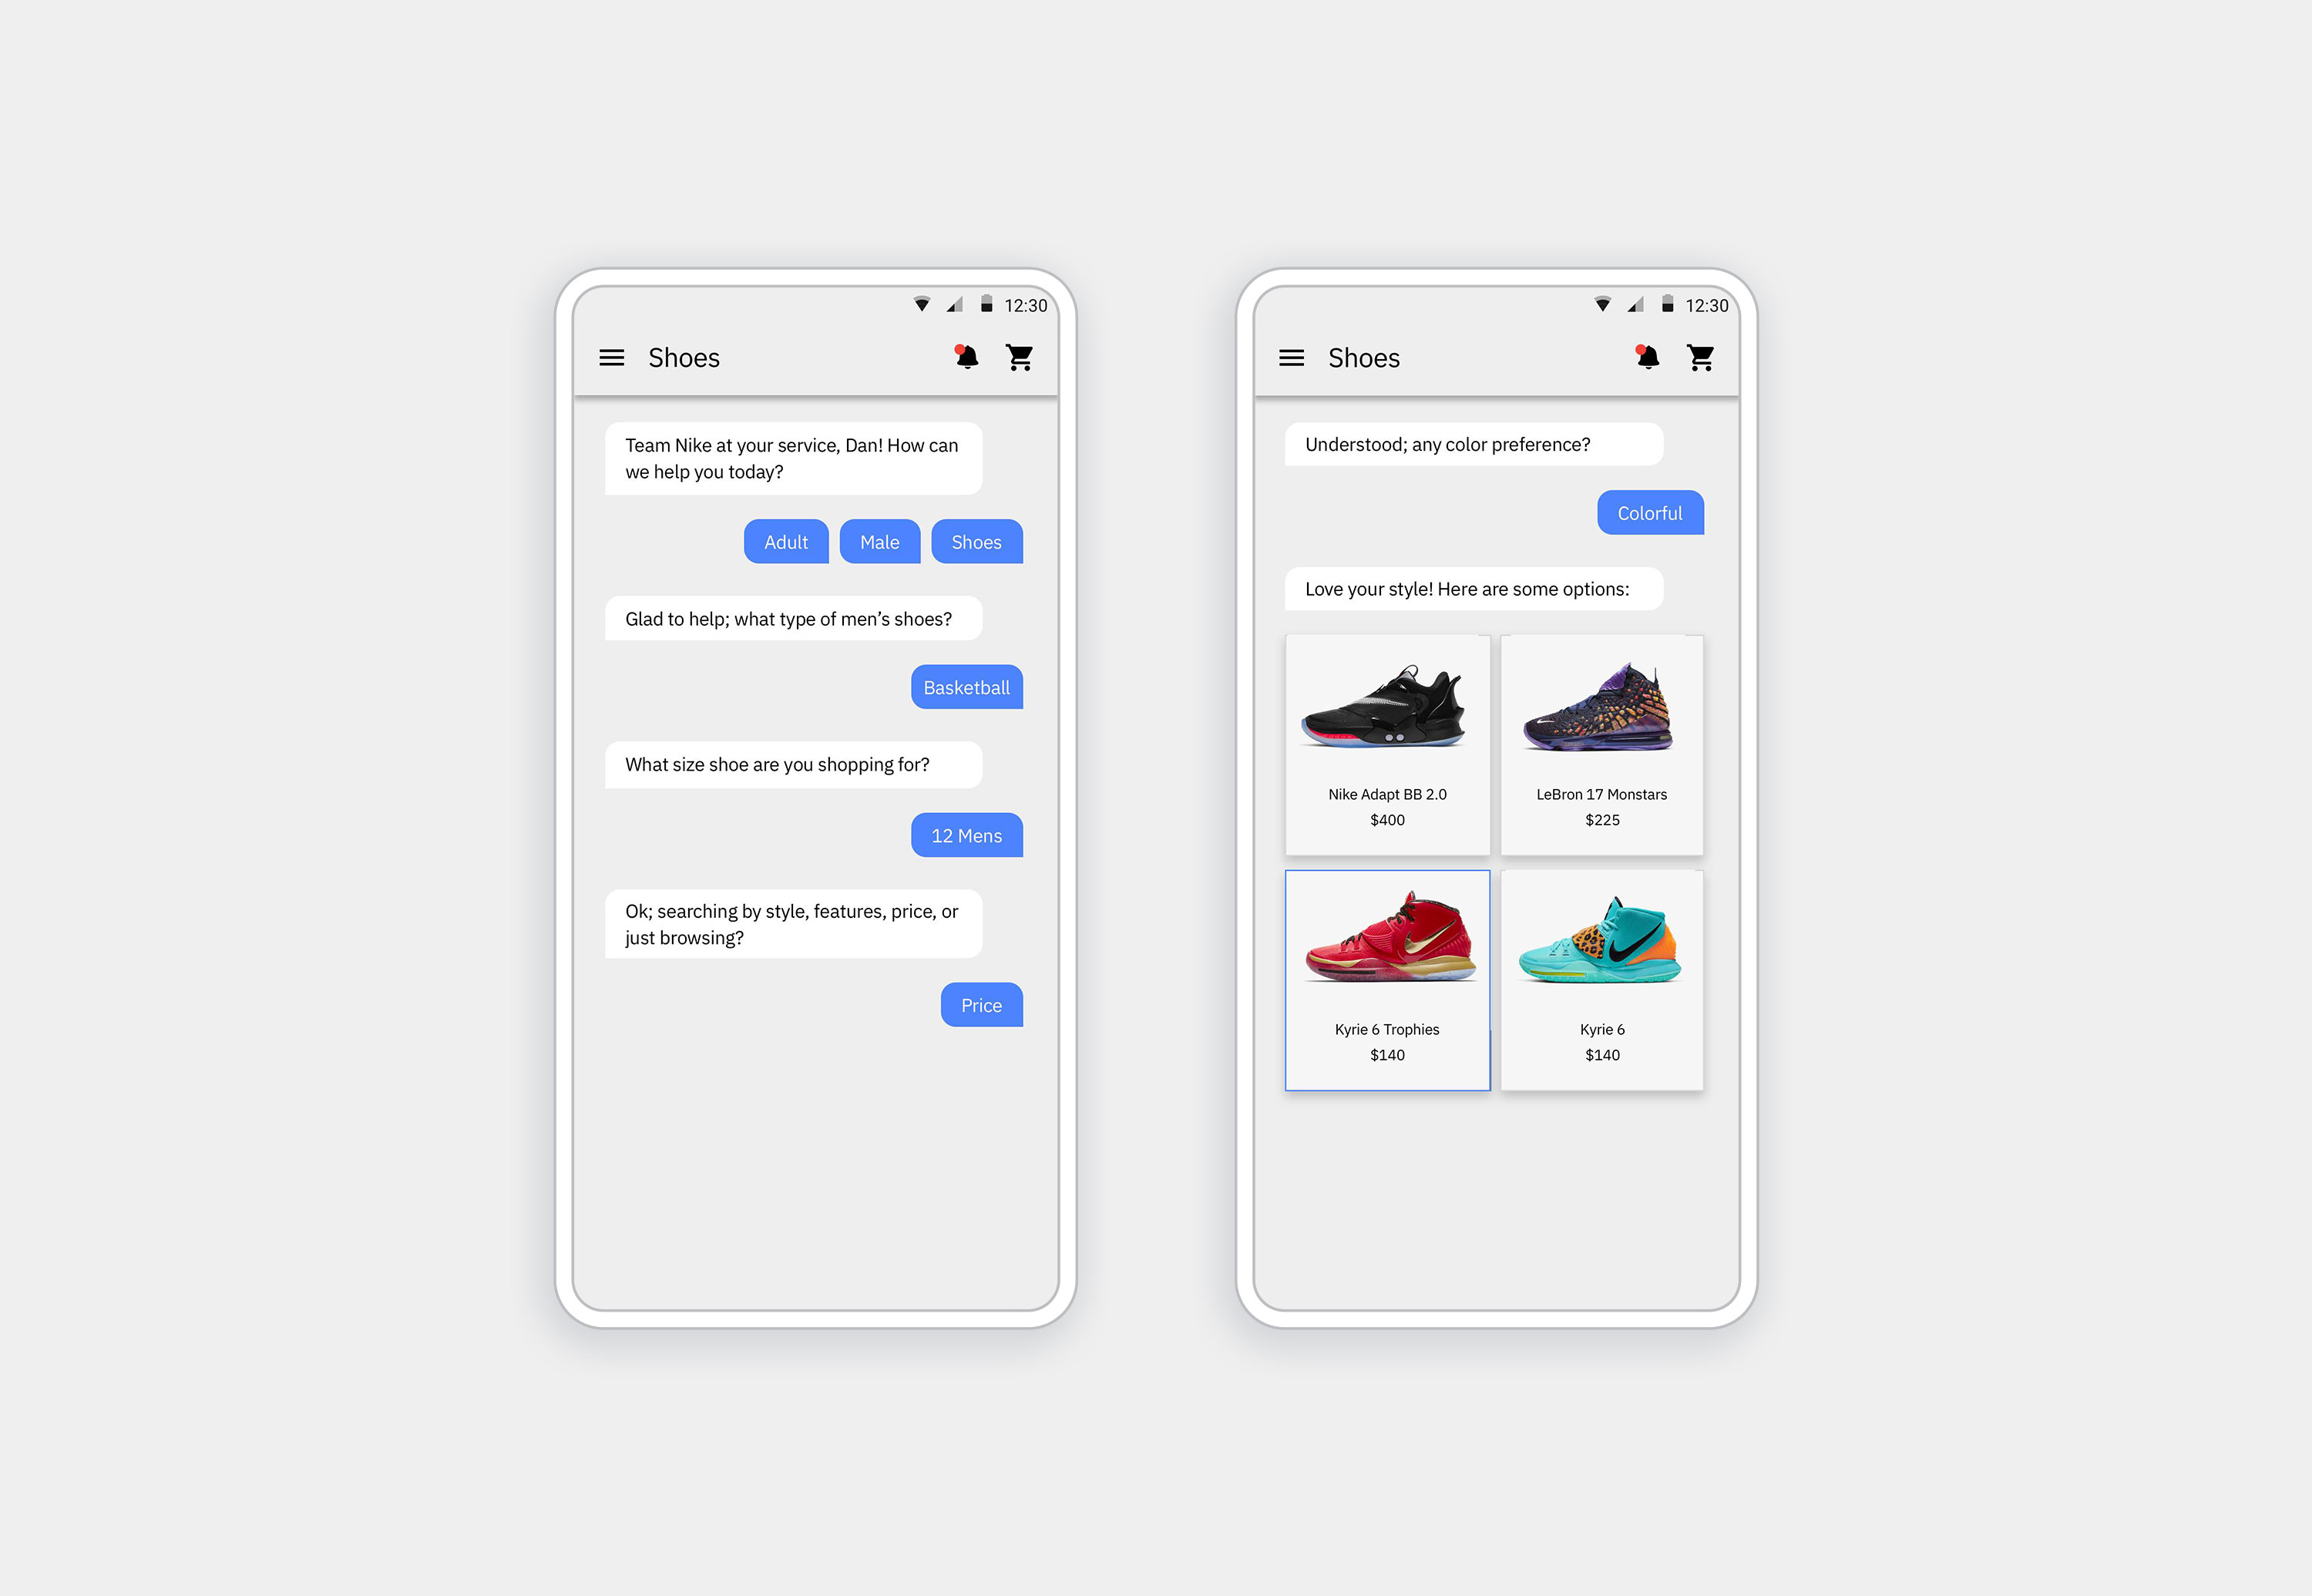 12:30
Shoes
Team Nike at your service, Dan! How can
we help you today?
Adult Male Shoes
Glad to help; what type of men’s shoes?
Basketball
What size shoe are you shopping for?
12 Mens
Ok; searching by style, features, price, or
just browsing?
Price
12:30
Shoes
Understood; any color preference?
Colorful
Love your style! Here are some options:
Nike Adapt BB 2.0
$400
LeBron 17 Monstars
$225
Kyrie 6 Trophies
$140
Kyrie 6
$140